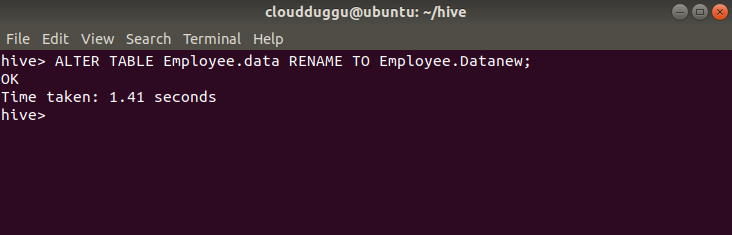 cloudduggu@ubuntu: ~/hive
File Edit View Search Terminal Help
hive> ALTER TABLE Employee.data RENAME TO Employee.Datanew;
OK
Time taken: 1.41 seconds
hive>